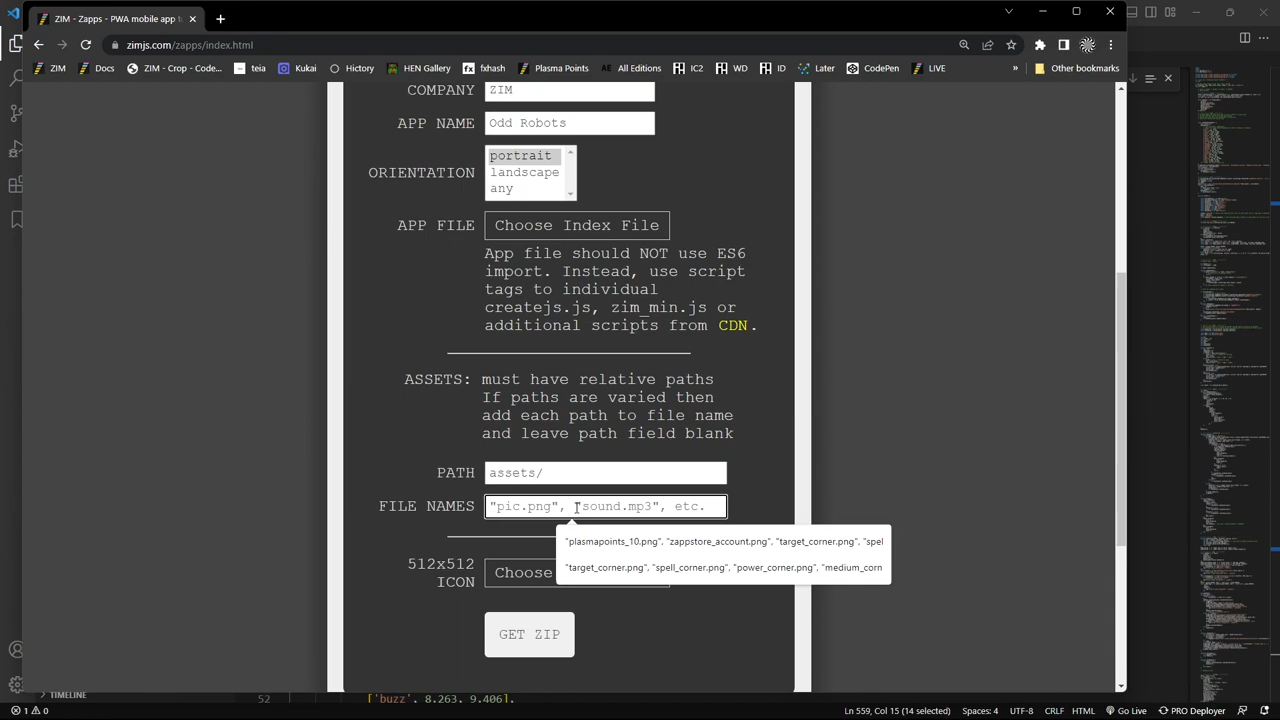 ZIM - Zapps - PWA mobile app t
zimjs.com/zapps/index.html
ZIM
Docs
ZIM - Crop - Code...
teia
Kukai
Hictory
HEN Gallery
fxhash
Plasma Points
All Editions
IC2
WD
ID
Later
CodePen
LIVE
»
Other bookmarks
COMPANY
ZIM
APP NAME
Odd Robots
ORIENTATION
portrait
landscape
any
APP FILE
Choose Index File
App file should NOT use ES6
import. Instead, use script
tags to individual
createjs.js, zim_min.js or
additional scripts from CDN.
ASSETS: must have relative paths
If paths are varied then
add each path to file name
and leave path field blank
PATH
assets/
FILE NAMES
"pic.png", "sound.mp3", etc.
"plasmapoints_10.png", "zappstore_account.png", "target_corner.png", "spel
"target_corner.png", "spell_corner.png", "power_corner.png", "medium_corn
512x512
ICON
Choose
GET ZIP
TIMELINE
52
['buzz', 8.263, 9.406]
1
0
Ln 559, Col 15 (14 selected)
Spaces: 4
UTF-8
CRLF
HTML
Go Live
PRO Deployer